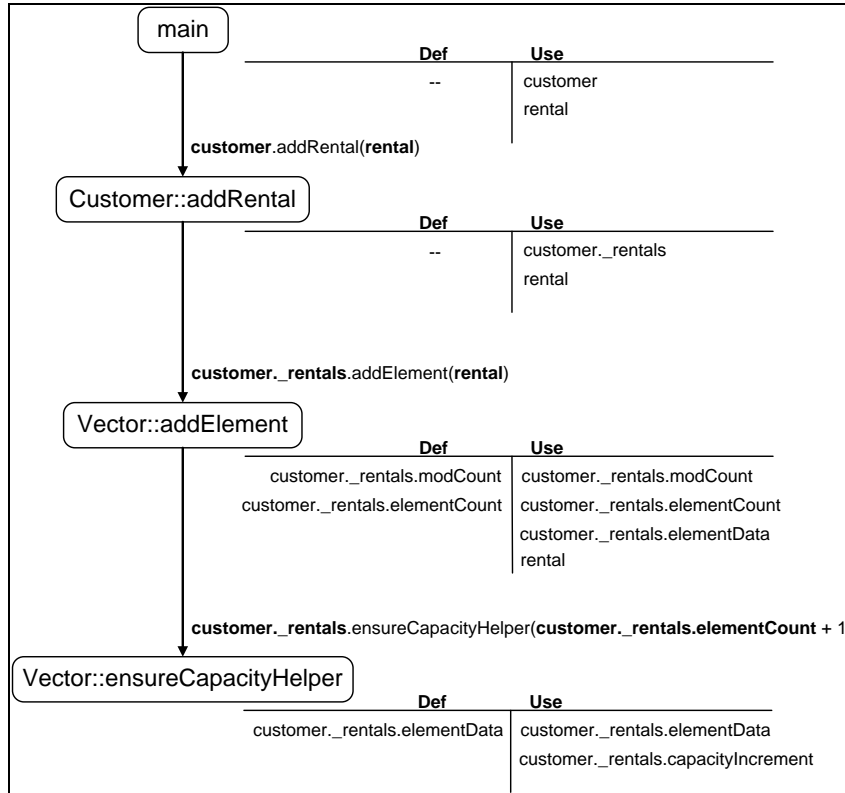 main
Def Use
-- customer
rental
customer.addRental(rental)
Customer::addRental
Def Use
-- customer._rentals
rental
customer._rentals.addElement(rental)
Vector::addElement
Def Use
customer._rentals.modCount customer._rentals.modCount
customer._rentals.elementCount customer._rentals.elementCount
customer._rentals.elementData
rental
customer._rentals.ensureCapacityHelper(customer._rentals.elementCount + 1
Vector::ensureCapacityHelper
Def Use
customer._rentals.elementData customer._rentals.elementData
customer._rentals.capacityIncrement